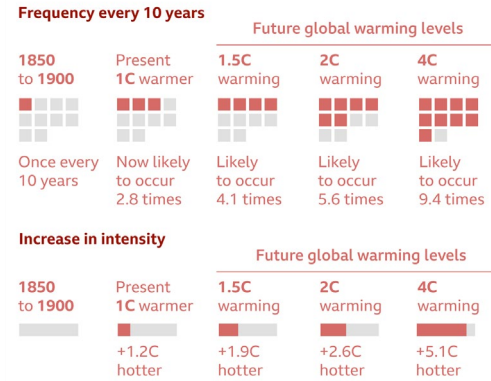 Frequency every 10 years
Future global warming levels
1850
to 1900
Present
1C warmer
1.5C
warming
2C
warming
4C
warming
Once every
10 years
Now likely
to occur
2.8 times
Likely
to occur
4.1 times
Likely
to occur
5.6 times
Likely
to occur
9.4 times
Increase in intensity
Future global warming levels
1850
to 1900
Present
1C warmer
1.5C
warming
2C
warming
4C
warming
+1.2C
hotter
+1.9C
hotter
+2.6C
hotter
+5.1C
hotter